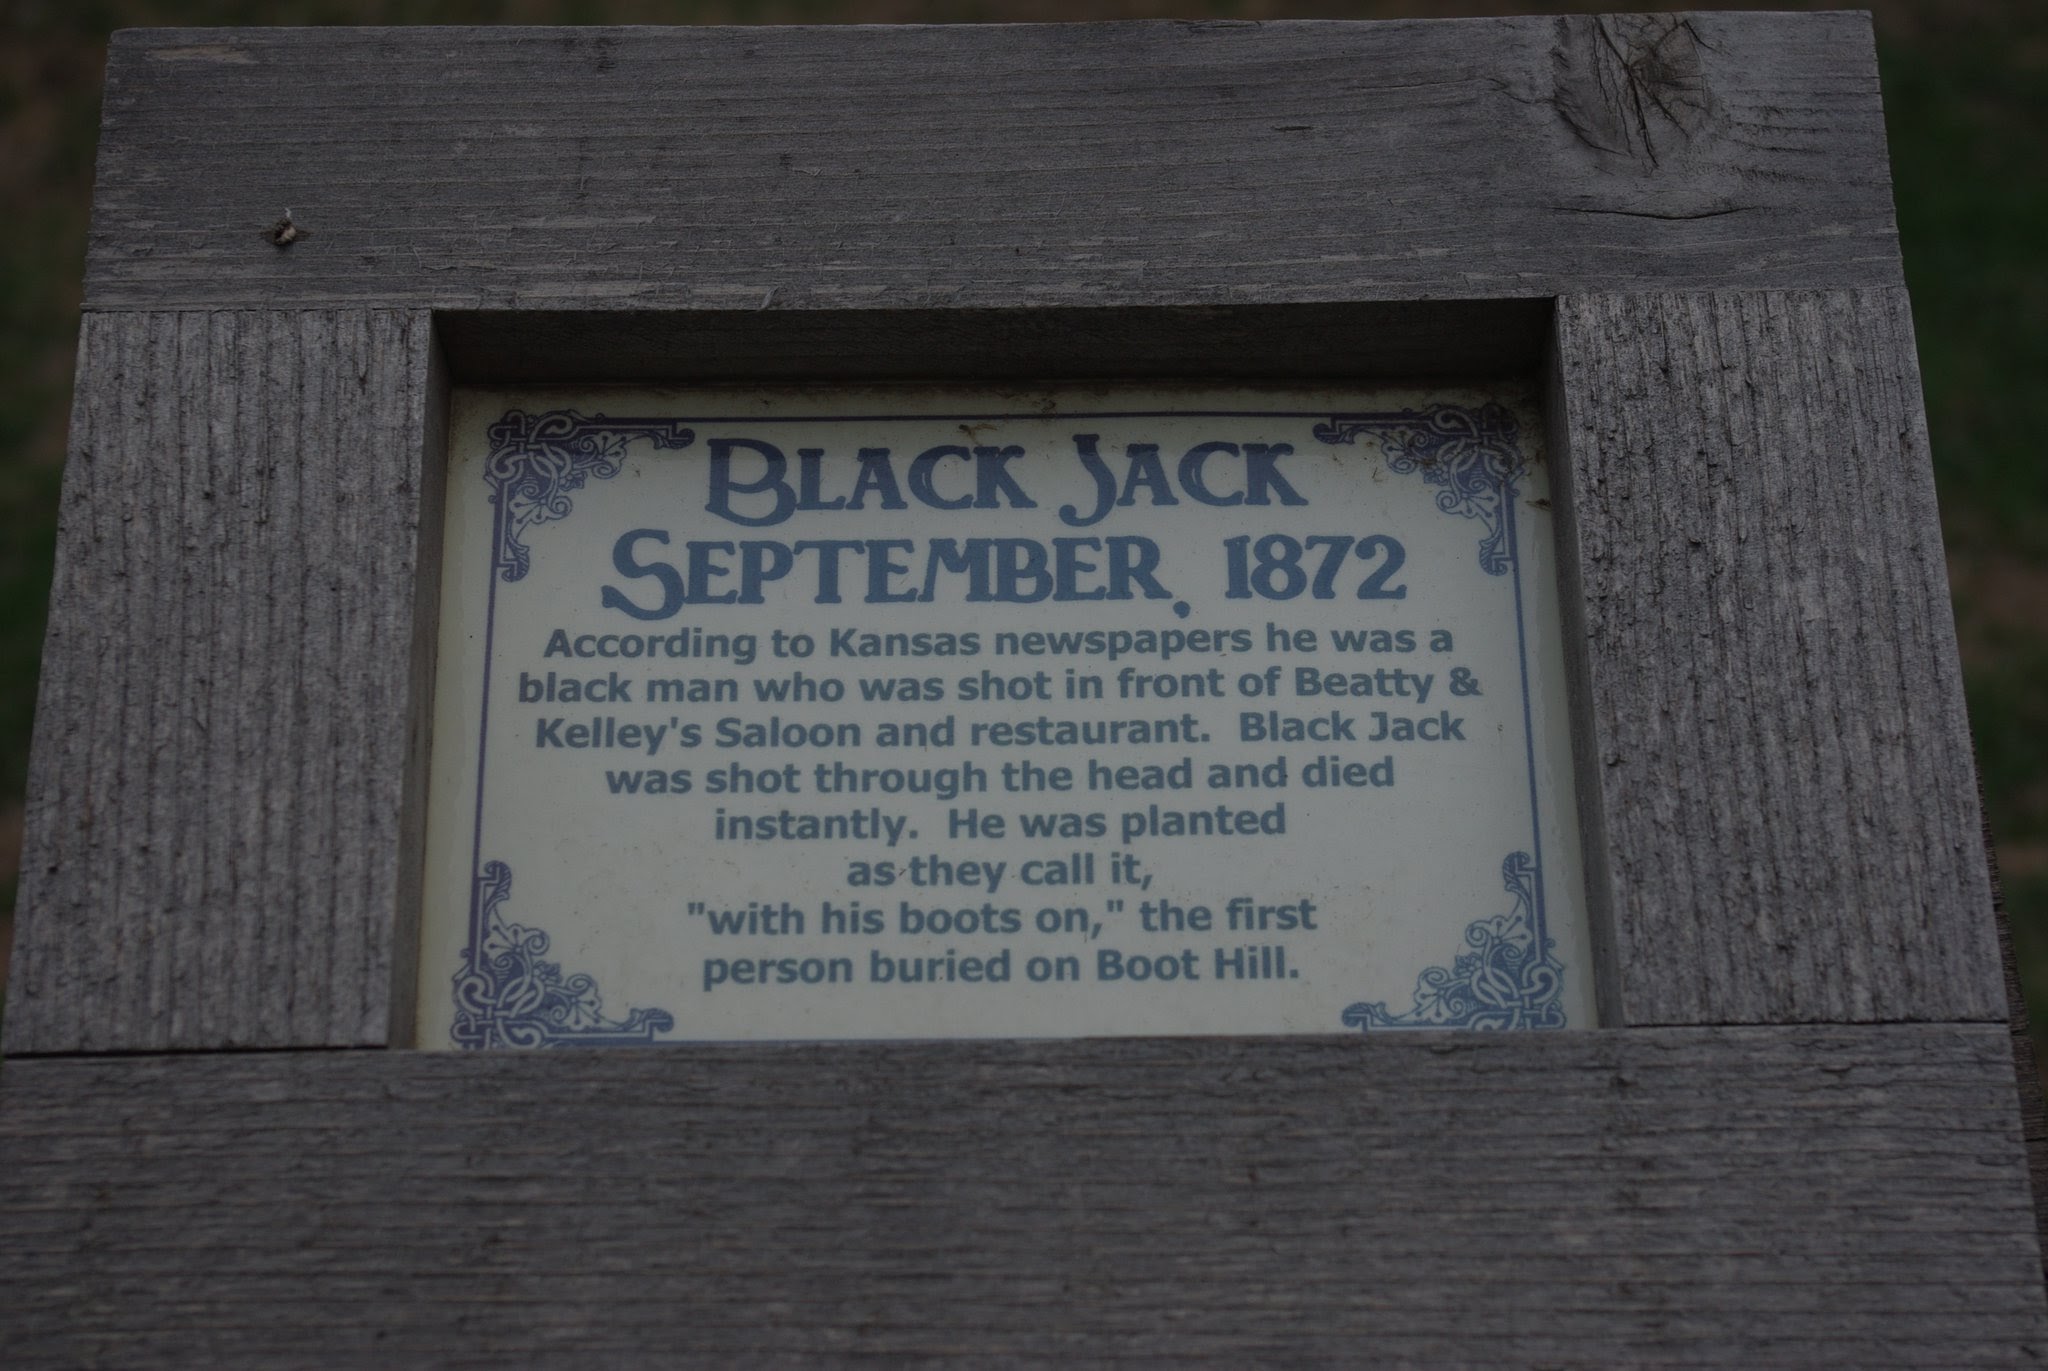 Black Jack
September, 1872
According to Kansas newspapers he was a
black man who was shot in front of Beatty &
Kelley's Saloon and restaurant.  Black Jack
was shot through the head and died
instantly.  He was planted
as they call it,
"with his boots on," the first
person buried on Boot Hill.